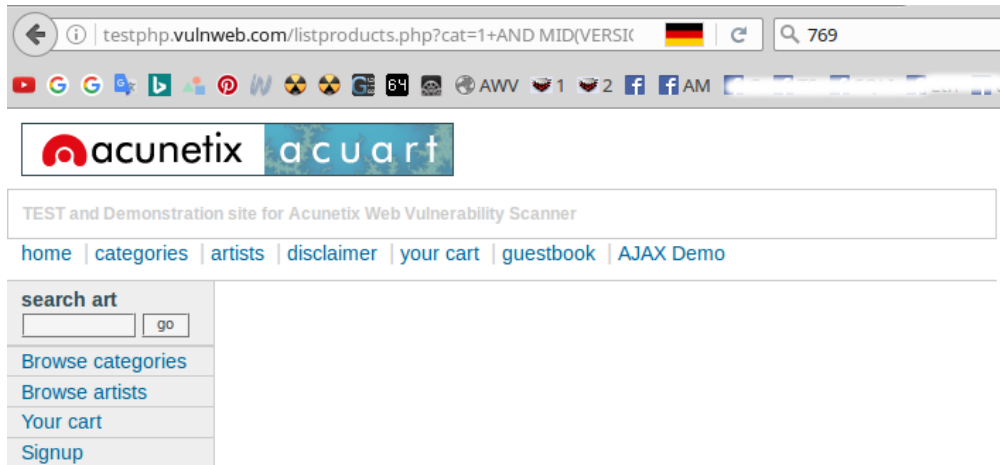 testphp.vulnweb.com/listproducts.php?cat=1+AND MID(VERSI
769
64 AWV 1 2 AM
acunetix acuart
TEST and Demonstration site for Acunetix Web Vulnerability Scanner
home | categories | artists | disclaimer | your cart | guestbook | AJAX Demo
search art
go
Browse categories
Browse artists
Your cart
Signup